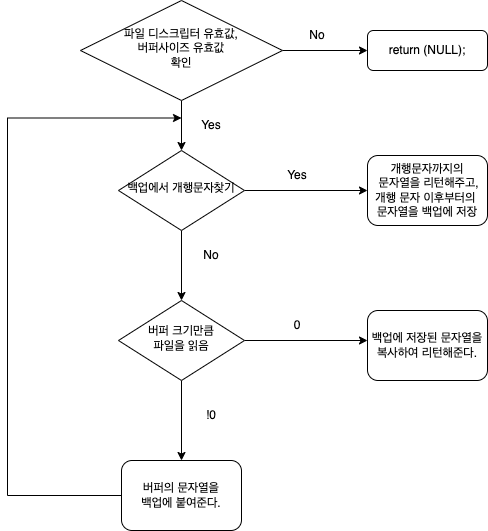 파일 디스크립터 유효값,
버퍼사이즈 유효값
확인
No
return (NULL);
Yes
백업에서 개행문자찾기
Yes
개행문자까지의
문자열을 리턴해주고,
개행 문자 이후부터의
문자열을 백업에 저장
No
버퍼 크기만큼
파일을 읽음
0
백업에 저장된 문자열을
복사하여 리턴해준다.
!0
버퍼의 문자열을
백업에 붙여준다.